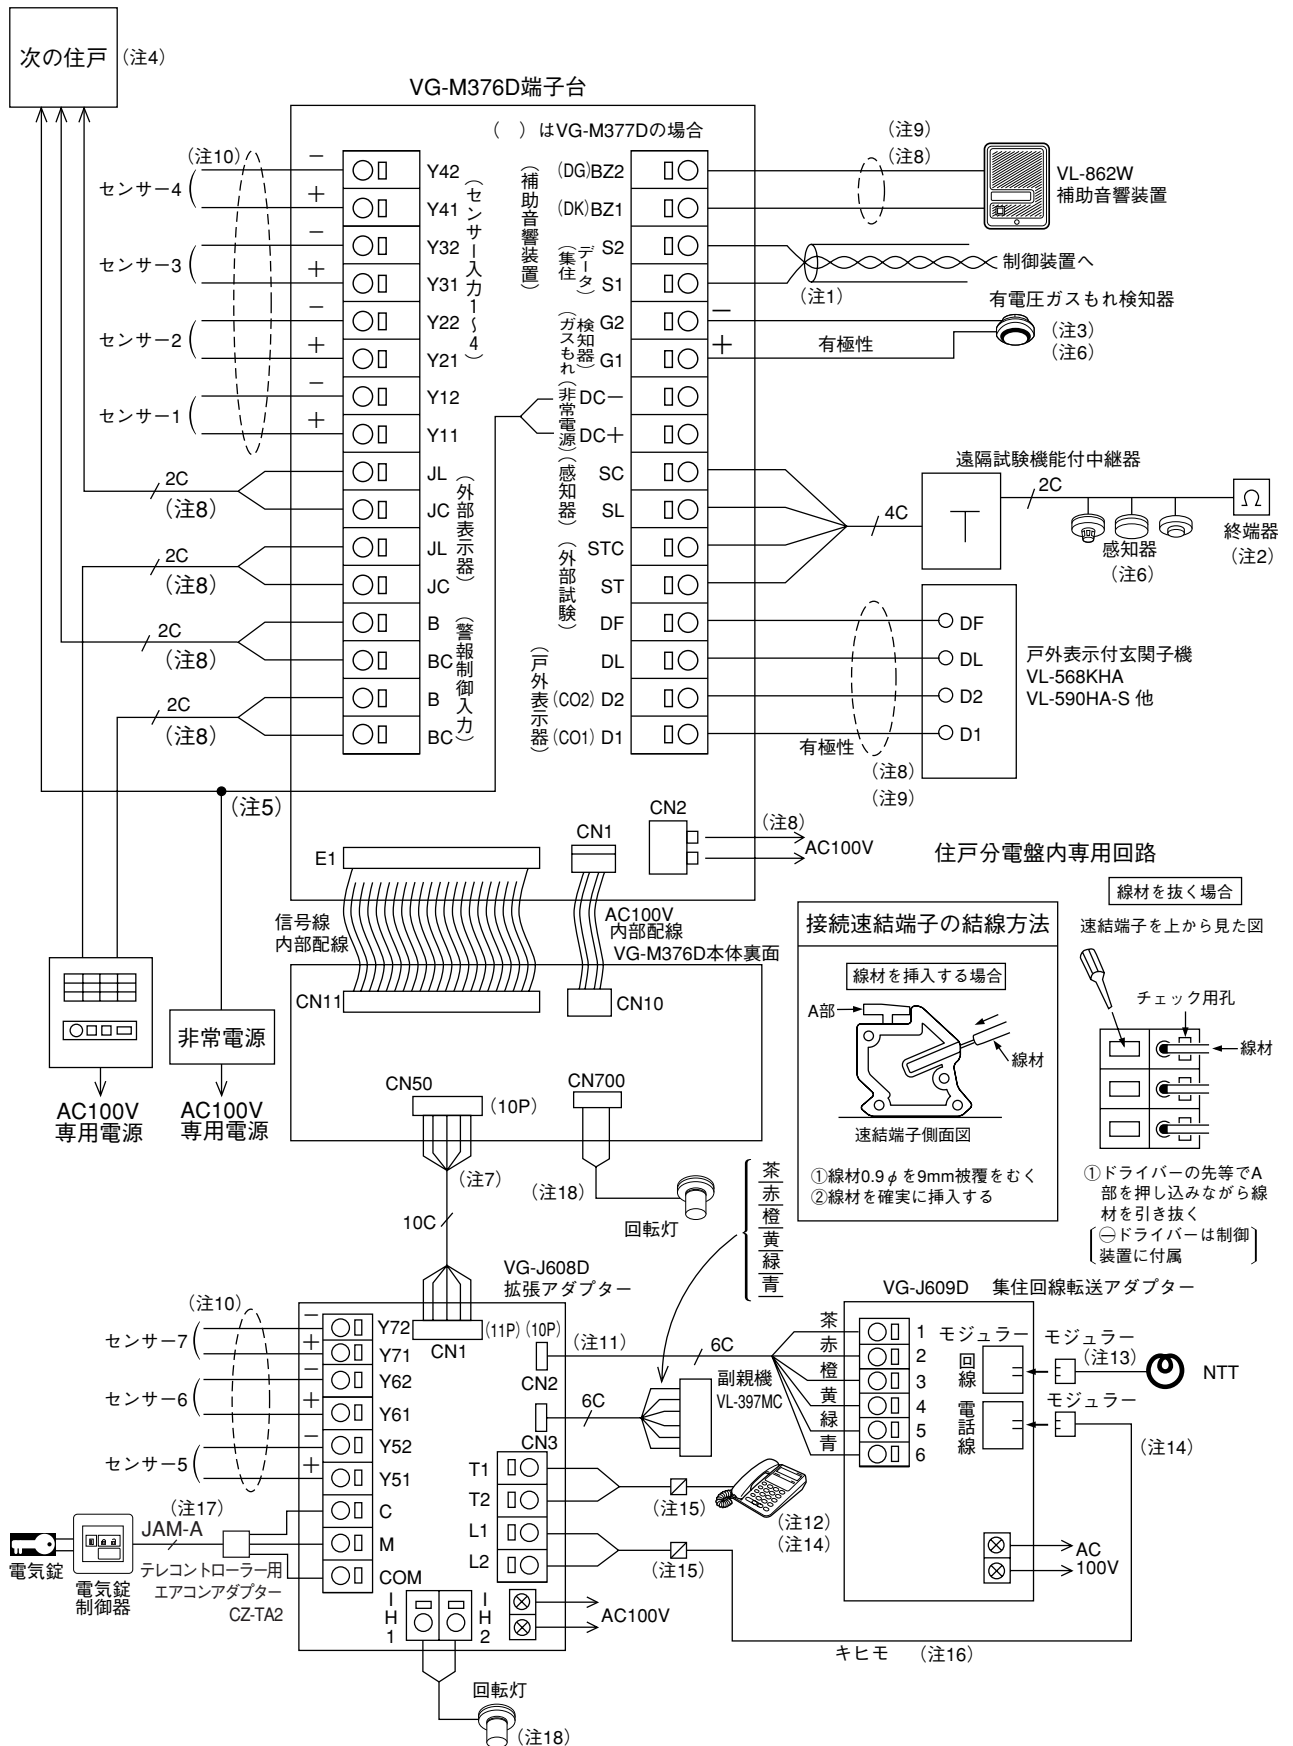 次の住戸
(注4)
VG-M376D端子台
( )はVG-M377Dの場合
(注10)
センサー4
センサー3
センサー2
センサー1
−
+
−
+
−
+
−
+
Y42
Y41
Y32
Y31
Y22
Y21
Y12
Y11
JL
JC
JL
JC
B
BC
B
BC
(センサー入力1〜4)
(外部表示器)
(警報制御入力)
2C
(注8)
2C
(注8)
2C
(注8)
2C
(注8)
(補助音響装置)
(集住データ)
(ガスもれ検知器)
(非常電源)
(感知器)
(外部試験)
(戸外表示器)
(DG)BZ2
(DK)BZ1
S2
S1
G2
G1
DC−
DC+
SC
SL
STC
ST
DF
DL
(CO2) D2
(CO1) D1
(注9)
(注8)
VL-862W
補助音響装置
制御装置へ
(注1)
有電圧ガスもれ検知器
(注3)
(注6)
−
+
有極性
遠隔試験機能付中継器
4C
2C
感知器
(注6)
Ω
終端器
(注2)
DF
DL
D2
D1
戸外表示付玄関子機
VL-568KHA
VL-590HA-S 他
有極性
(注8)
(注9)
(注5)
CN2
(注8)
AC100V
住戸分電盤内専用回路
E1
CN1
信号線
内部配線
AC100V
内部配線
VG-M376D本体裏面
CN11
CN10
非常電源
AC100V
専用電源
AC100V
専用電源
CN50
(10P)
CN700
(注7)
(注18)
回転灯
10C
接続速結端子の結線方法
線材を挿入する場合
A部
線材
速結端子側面図
①線材0.9φを9mm被覆をむく
②線材を確実に挿入する
線材を抜く場合
速結端子を上から見た図
チェック用孔
線材
①ドライバーの先等でA
部を押し込みながら線
材を引き抜く
⊖ドライバーは制御
装置に付属
茶
赤
橙
黄
緑
青
VG-J608D
拡張アダプター
(注10)
センサー7
センサー6
センサー5
−
+
−
+
−
+
Y72
Y71
Y62
Y61
Y52
Y51
C
M
COM
CN1
(11P)
(10P)
CN2
CN3
(注11)
6C
6C
副親機
VL-397MC
T1
T2
L1
L2
(注15)
(注15)
(注12)
(注14)
(注17)
JAM-A
電気錠
電気錠
制御器
テレコントローラー用
エアコンアダプター
CZ-TA2
IH1
IH2
AC100V
回転灯
(注18)
VG-J609D 集住回線転送アダプター
茶
赤
橙
黄
緑
青
1
2
3
4
5
6
モジュラー
回線
電話線
モジュラー
(注13)
NTT
モジュラー
(注14)
AC
100V
キヒモ (注16)